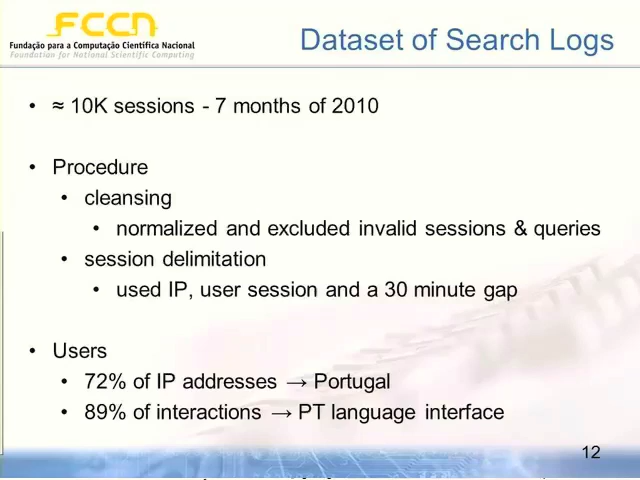 FCCN
Fundação para a Computação Científica Nacional
Foundation for National Scientific Computing
Dataset of Search Logs
• ≈ 10K sessions - 7 months of 2010
• Procedure
• cleansing
• normalized and excluded invalid sessions & queries
• session delimitation
• used IP, user session and a 30 minute gap
• Users
• 72% of IP addresses → Portugal
• 89% of interactions → PT language interface
12